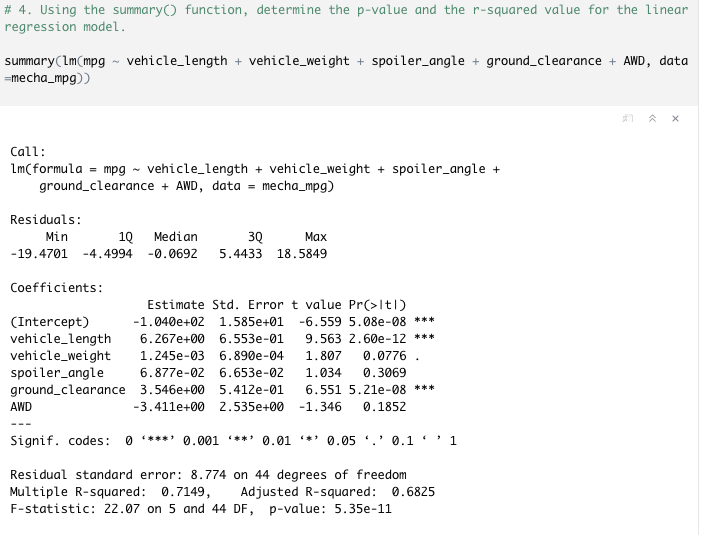 # 4. Using the summary() function, determine the p-value and the r-squared value for the linear
regression model.
summary(lm(mpg ~ vehicle_length + vehicle_weight + spoiler_angle + ground_clearance + AWD, data
=mecha_mpg))
Call:
lm(formula = mpg ~ vehicle_length + vehicle_weight + spoiler_angle +
    ground_clearance + AWD, data = mecha_mpg)
Residuals:
     Min       1Q   Median       3Q      Max
-19.4701  -4.4994  -0.0692   5.4433  18.5849
Coefficients:
                   Estimate Std. Error t value Pr(>|t|)
(Intercept)      -1.040e+02  1.585e+01  -6.559 5.08e-08 ***
vehicle_length    6.267e+00  6.553e-01   9.563 2.60e-12 ***
vehicle_weight    1.245e-03  6.890e-04   1.807   0.0776 .
spoiler_angle     6.877e-02  6.653e-02   1.034   0.3069
ground_clearance  3.546e+00  5.412e-01   6.551 5.21e-08 ***
AWD              -3.411e+00  2.535e+00  -1.346   0.1852
---
Signif. codes:  0 ‘***’ 0.001 ‘**’ 0.01 ‘*’ 0.05 ‘.’ 0.1 ‘ ’ 1
Residual standard error: 8.774 on 44 degrees of freedom
Multiple R-squared:  0.7149,    Adjusted R-squared:  0.6825
F-statistic: 22.07 on 5 and 44 DF,  p-value: 5.35e-11